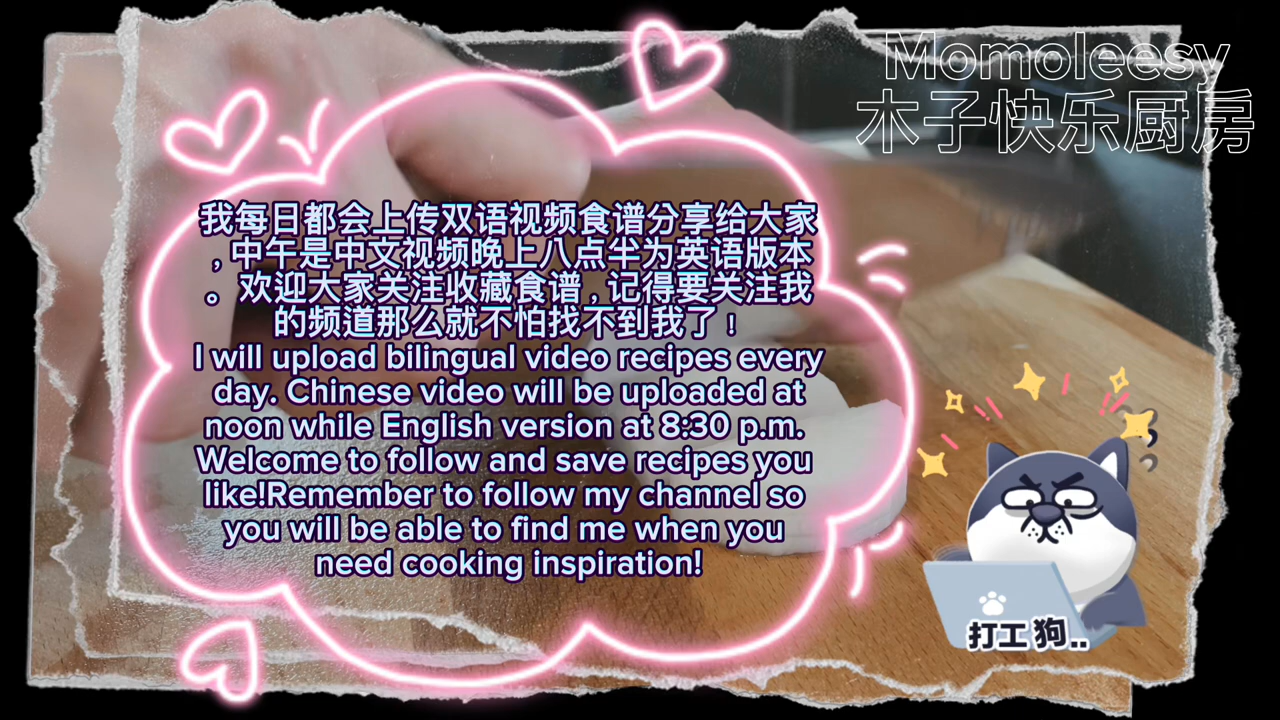 Momoleesy
木子快乐厨房
我每日都会上传双语视频食谱分享给大家
，中午是中文视频晚上八点半为英语版本
。欢迎大家关注收藏食谱，记得要关注我
的频道那么就不怕找不到我了！
I will upload bilingual video recipes every
day. Chinese video will be uploaded at
noon while English version at 8:30 p.m.
Welcome to follow and save recipes you
like!Remember to follow my channel so
you will be able to find me when you
need cooking inspiration!
打工狗..